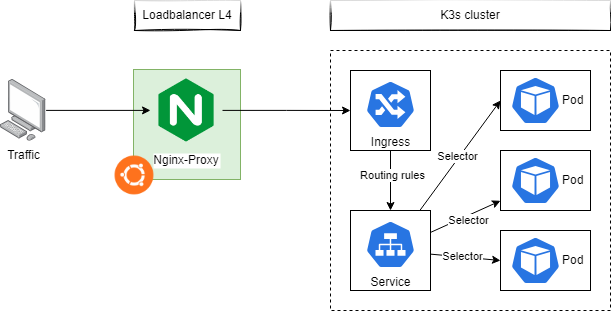 Loadbalancer L4
K3s cluster
Traffic
N
Nginx-Proxy
Ingress
Routing rules
Service
Selector
Selector
Selector
Pod
Pod
Pod